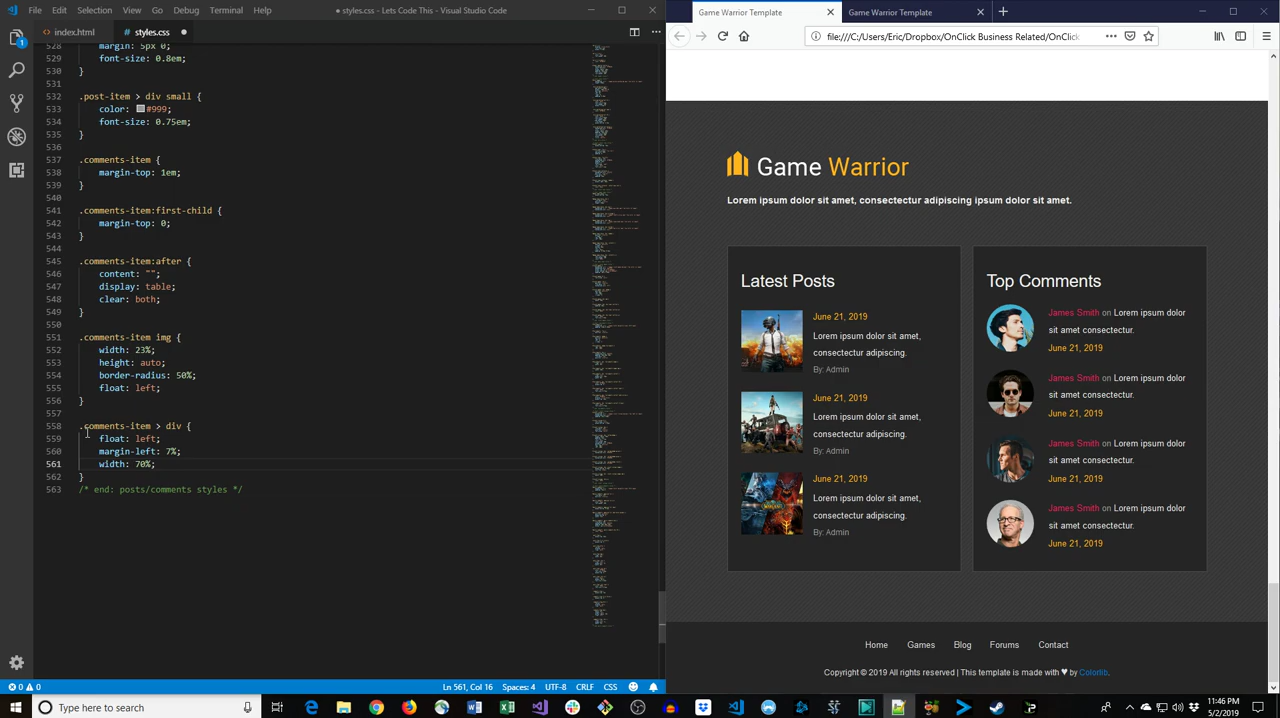 File Edit Selection View Go Debug Terminal ● styles.css - Lets Code This - Visual Studio Code
index.html styles.css ●
528 margin: 5px 0;
529 font-size: 0.8em;
530
531
532 .post-item > div small {
533 color: #999;
534 font-size: 0.75em;
535
536
537 .comments-item {
538 margin-top: 1em;
539
540
541 .comments-item:first-child {
542 margin-top: 0;
543
544
545 .comments-item:after
546 content: "";
547 display: table;
548 clear: both;
549
550
551 .comments-item img
552 width: 23%;
553 height: auto;
554 border-radius: 50%;
555 float: left;
556
557
558 .comments-item > div
559 float: left;
560 margin-left: 2%;
561 width: 70%;
562
563 end: posts/comments styles */
0 0 Ln 561, Col 16 Spaces: 4 UTF-8 CRLF CSS
Game Warrior Template Game Warrior Template
file:///C:/Users/Eric/Dropbox/OnClick Business Related/OnClick
Game Warrior
Lorem ipsum dolor sit amet, consectetur adipiscing ipsum dolor sit amet.
Latest Posts
June 21, 2019
Lorem ipsum dolor sit amet,
consectetur adipiscing.
By: Admin
June 21, 2019
Lorem ipsum dolor sit amet,
consectetur adipiscing.
By: Admin
June 21, 2019
Lorem ipsum dolor sit amet,
consectetur adipiscing.
By: Admin
Top Comments
James Smith on Lorem ipsum dolor
sit amet consectetur.
June 21, 2019
James Smith on Lorem ipsum dolor
sit amet consectetur.
June 21, 2019
James Smith on Lorem ipsum dolor
sit amet consectetur.
June 21, 2019
James Smith on Lorem ipsum dolor
sit amet consectetur.
June 21, 2019
Home Games Blog Forums Contact
Copyright © 2019 All rights reserved | This template is made with ♥ by Colorlib.
Type here to search
11:46 PM
5/2/2019